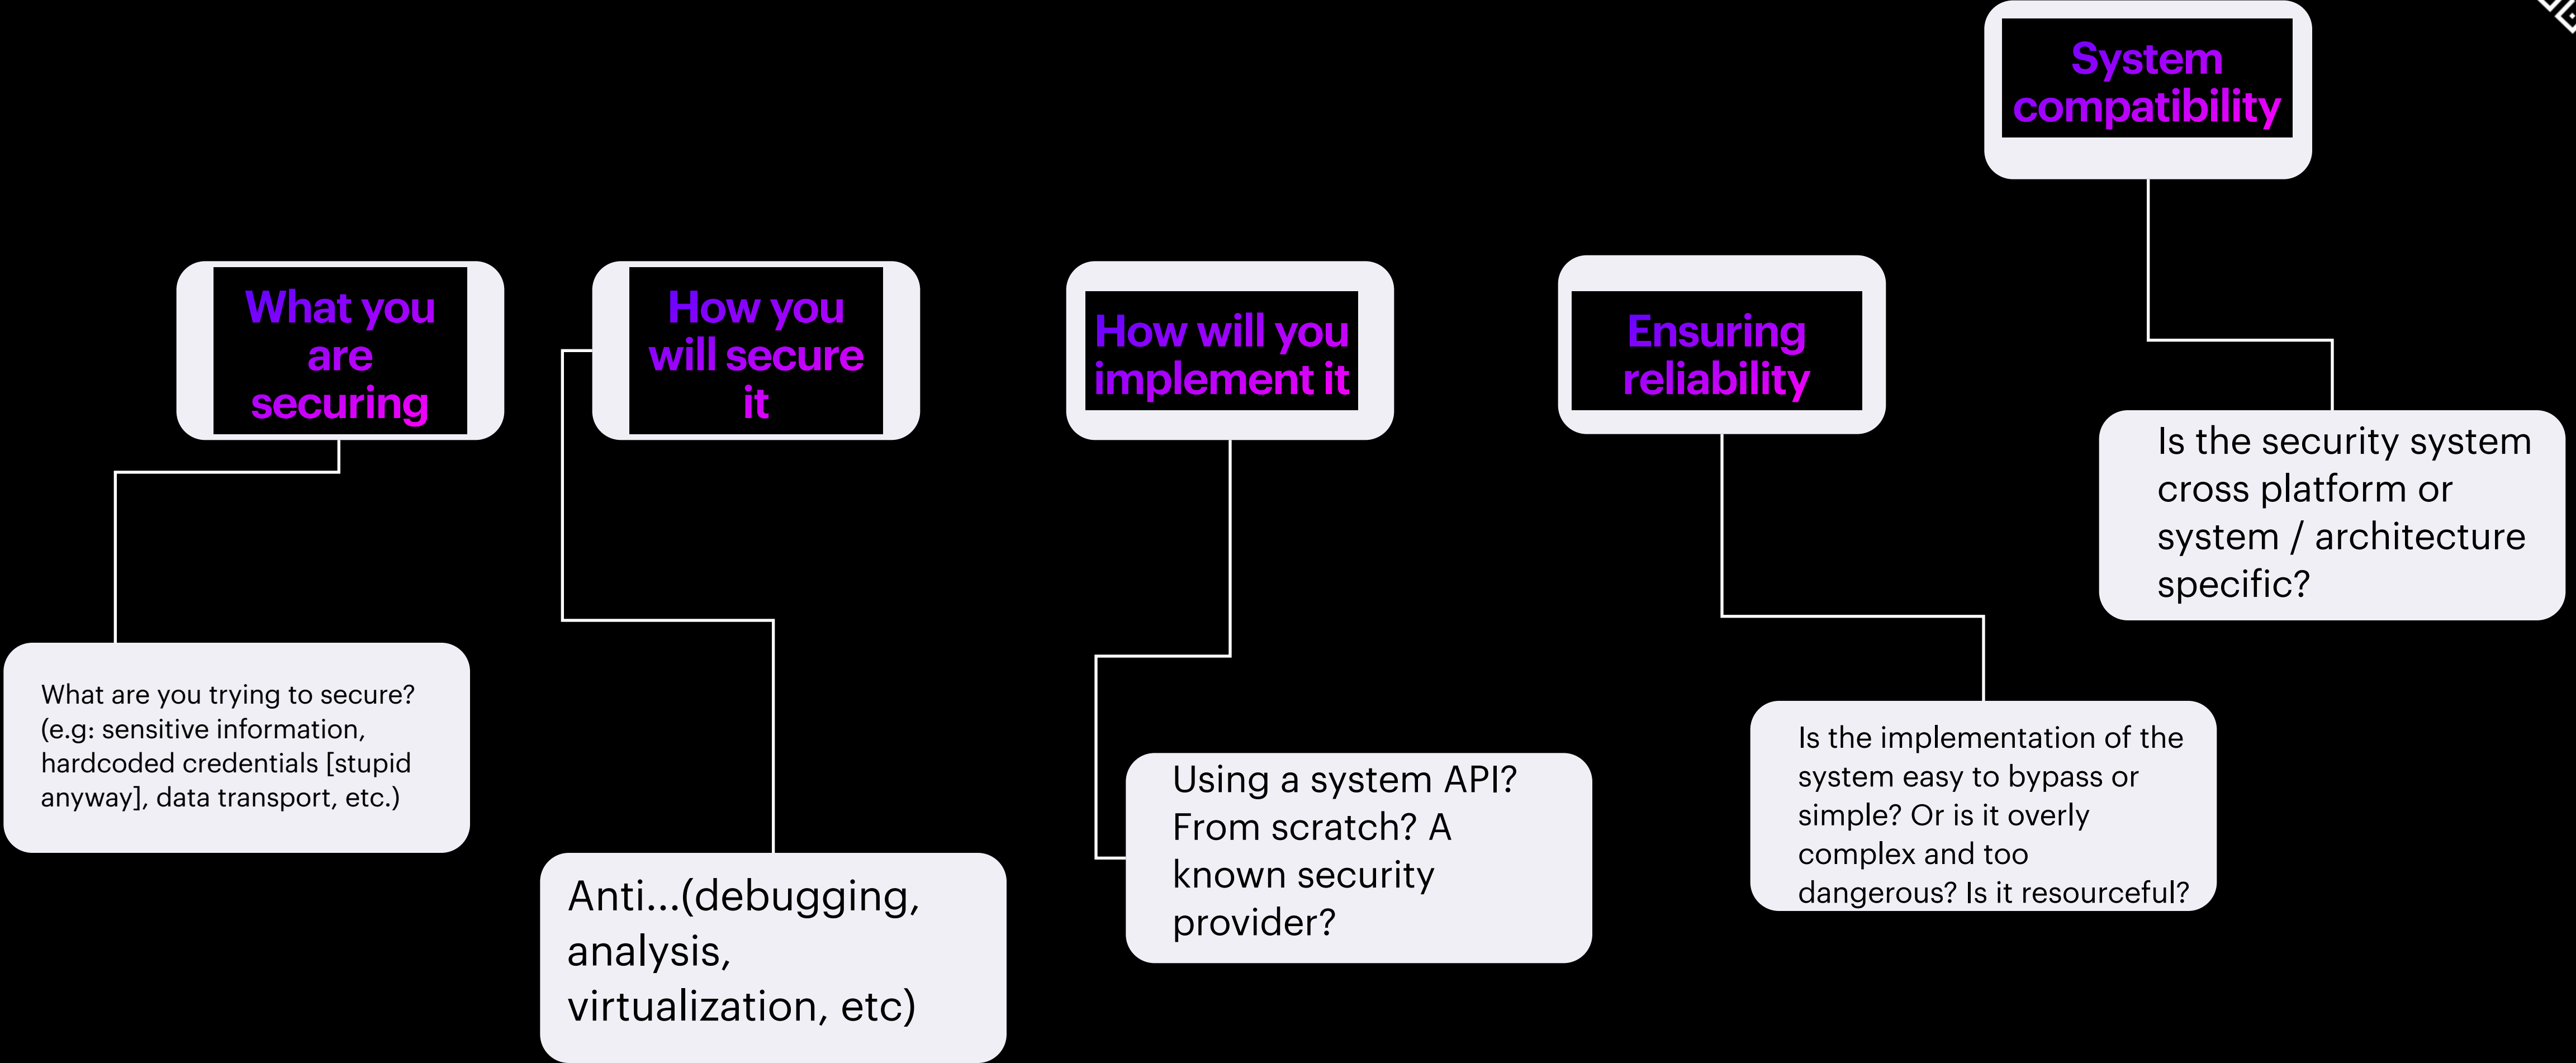 System
compatibility
What you
are
securing
How you
will secure
it
How will you
implement it
Ensuring
reliability
Is the security system
cross platform or
system / architecture
specific?
What are you trying to secure?
(e.g: sensitive information,
hardcoded credentials [stupid
anyway], data transport, etc.)
Anti...(debugging,
analysis,
virtualization, etc)
Using a system API?
From scratch? A
known security
provider?
Is the implementation of the
system easy to bypass or
simple? Or is it overly
complex and too
dangerous? Is it resourceful?